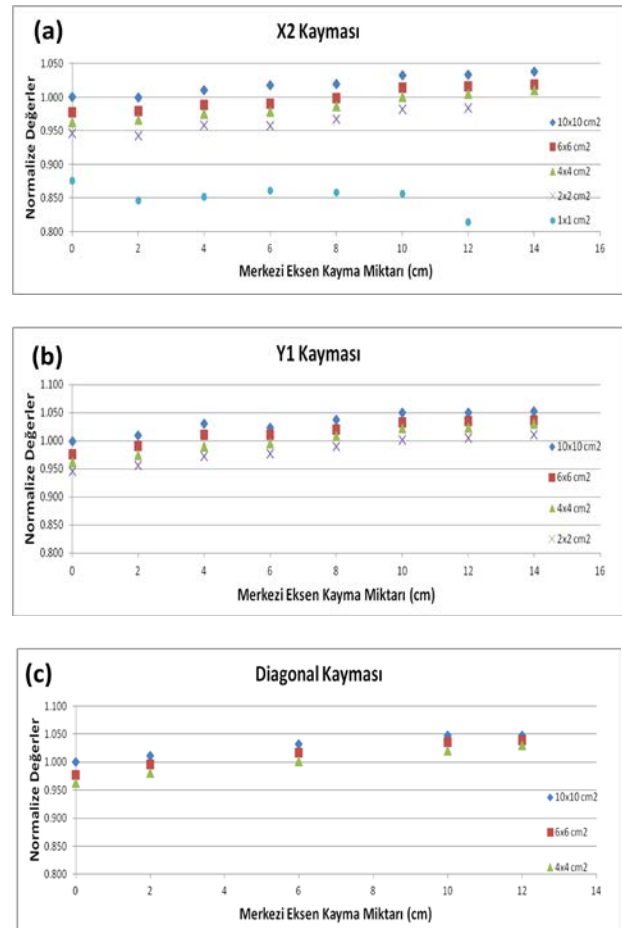 (a)
X2 Kayması
Normalize Değerler
1.050
1.000
0.950
0.900
0.850
0.800
0 2 4 6 8 10 12 14 16
Merkezi Eksen Kayma Miktarı (cm)
10x10 cm2
6x6 cm2
4x4 cm2
2x2 cm2
1x1 cm2
(b)
Y1 Kayması
Normalize Değerler
1.100
1.050
1.000
0.950
0.900
0.850
0.800
0 2 4 6 8 10 12 14 16
Merkezi Eksen Kayma Miktarı (cm)
10x10 cm2
6x6 cm2
4x4 cm2
2x2 cm2
(c)
Diagonal Kayması
Normalize Değerler
1.100
1.050
1.000
0.950
0.900
0.850
0.800
0 2 4 6 8 10 12 14
Merkezi Eksen Kayma Miktarı (cm)
10x10 cm2
6x6 cm2
4x4 cm2